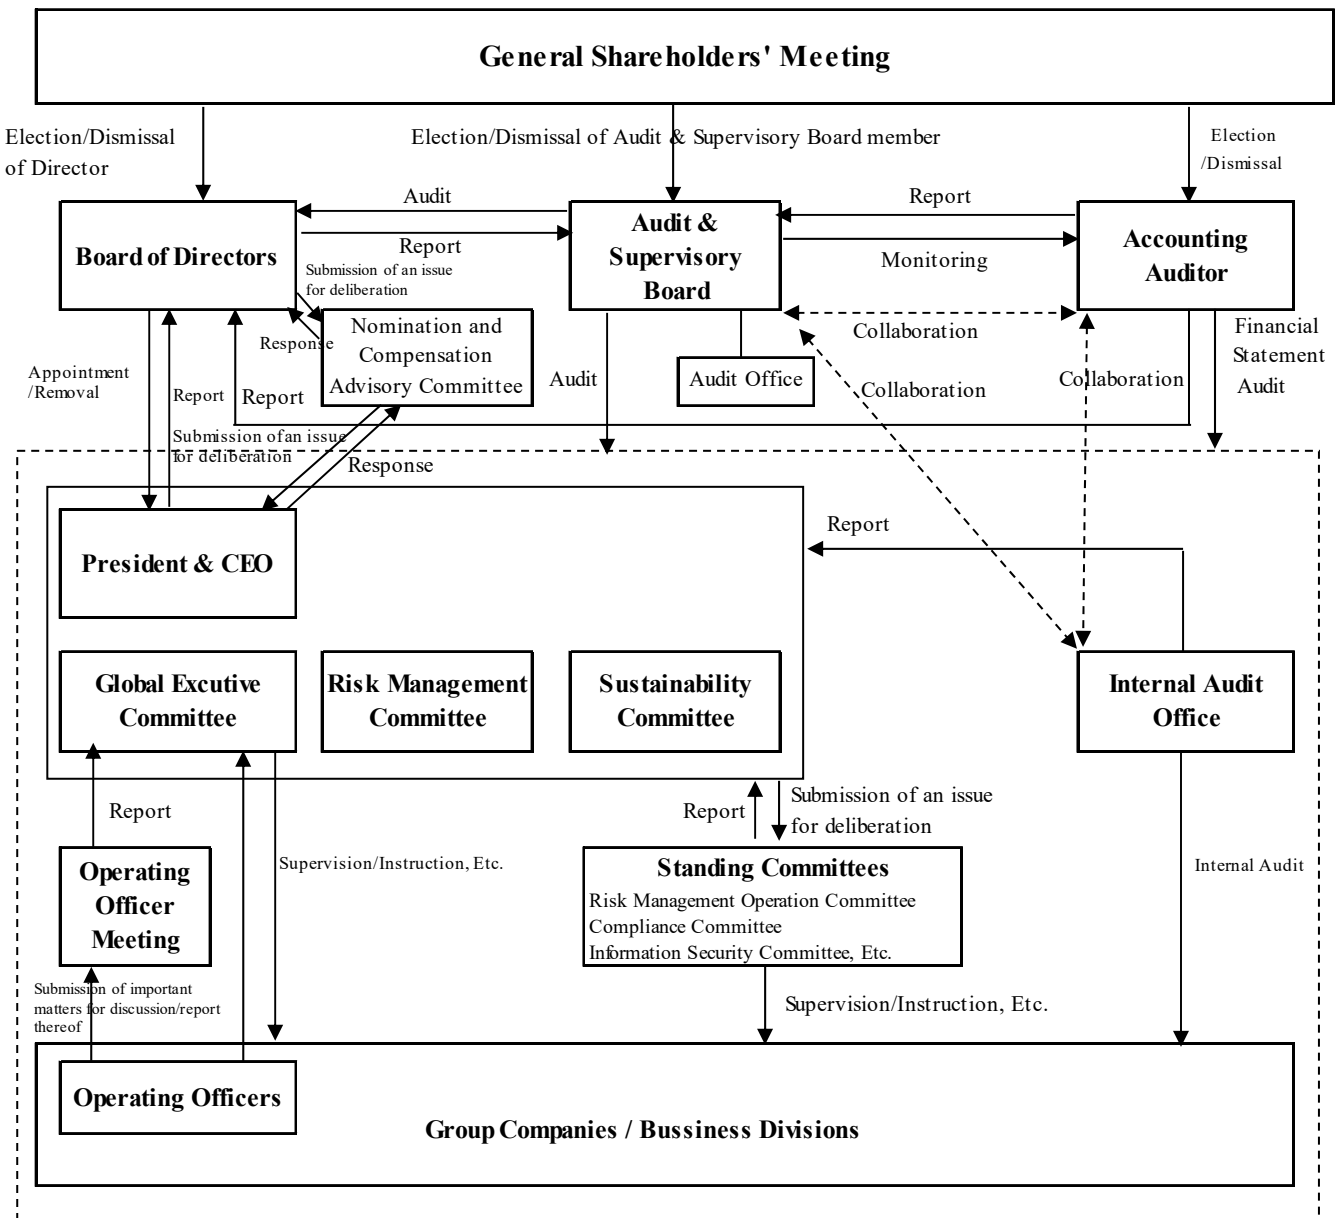 General Shareholders' Meeting
Election/Dismissal
of Director
Election/Dismissal of Audit & Supervisory Board member
Election
/Dismissal
Audit
Report
Board of Directors
Audit &
Supervisory
Board
Accounting
Auditor
Report
Monitoring
Submission of an issue
for deliberation
Response
Nomination and
Compensation
Advisory Committee
Collaboration
Financial
Statement
Audit
Appointment
/Removal
Report
Report
Audit
Audit Office
Collaboration
Collaboration
Submission of an issue
for deliberation
Response
Report
President & CEO
Global Excutive
Committee
Risk Management
Committee
Sustainability
Committee
Internal Audit
Office
Report
Report
Submission of an issue
for deliberation
Operating
Officer
Meeting
Supervision/Instruction, Etc.
Standing Committees
Risk Management Operation Committee
Compliance Committee
Information Security Committee, Etc.
Internal Audit
Submission of important
matters for discussion/report
thereof
Supervision/Instruction, Etc.
Operating Officers
Group Companies / Bussiness Divisions